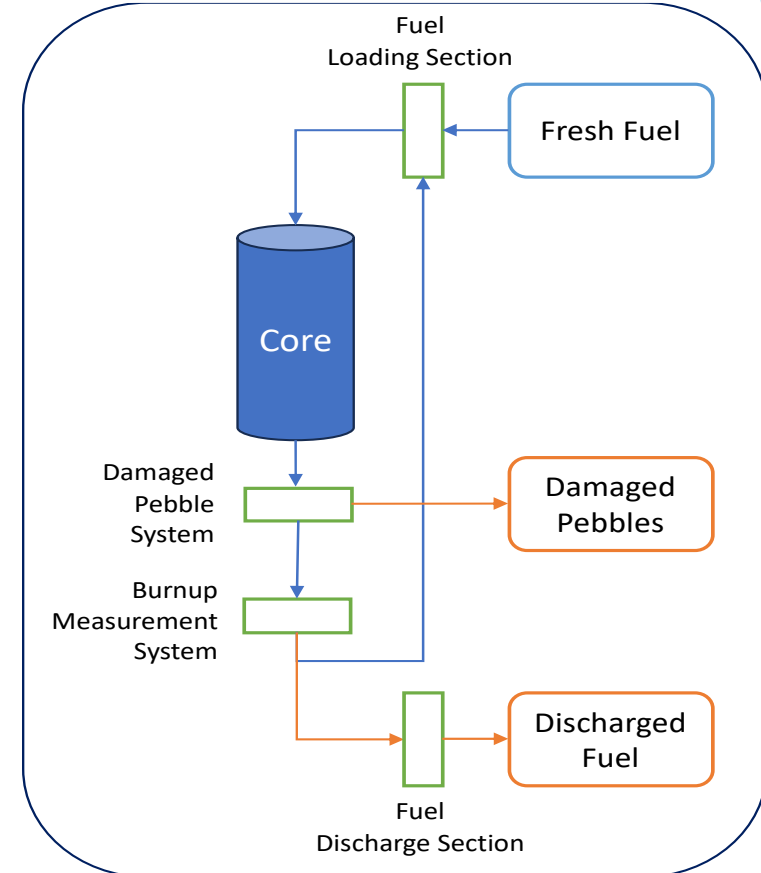 Fuel
Loading Section
Fresh Fuel
Core
Damaged
Pebble
System
Damaged
Pebbles
Burnup
Measurement
System
Discharged
Fuel
Fuel
Discharge Section